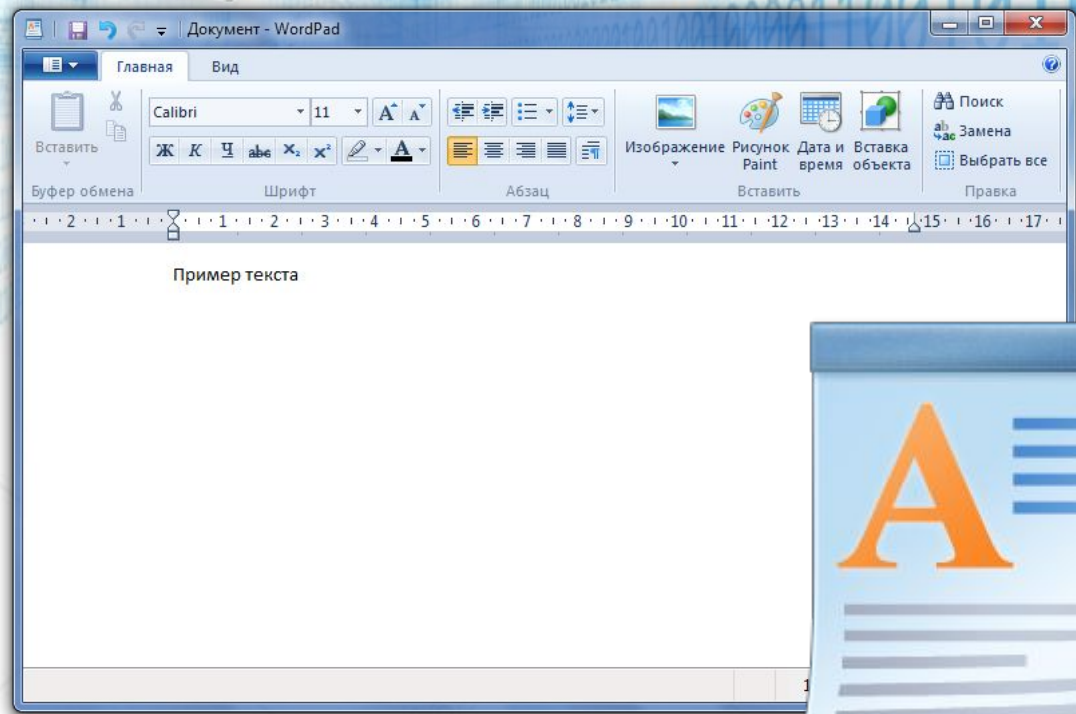 Документ - WordPad
Главная Вид
Вставить
Calibri 11 A A
Ж К Ч abc X₂ X² A
Изображение Рисунок Paint Дата и время Вставка объекта
Поиск
Замена
Выбрать все
Буфер обмена Шрифт Абзац Вставить Правка
2 1 1 2 3 4 5 6 7 8 9 10 11 12 13 14 15 16 17
Пример текста
A